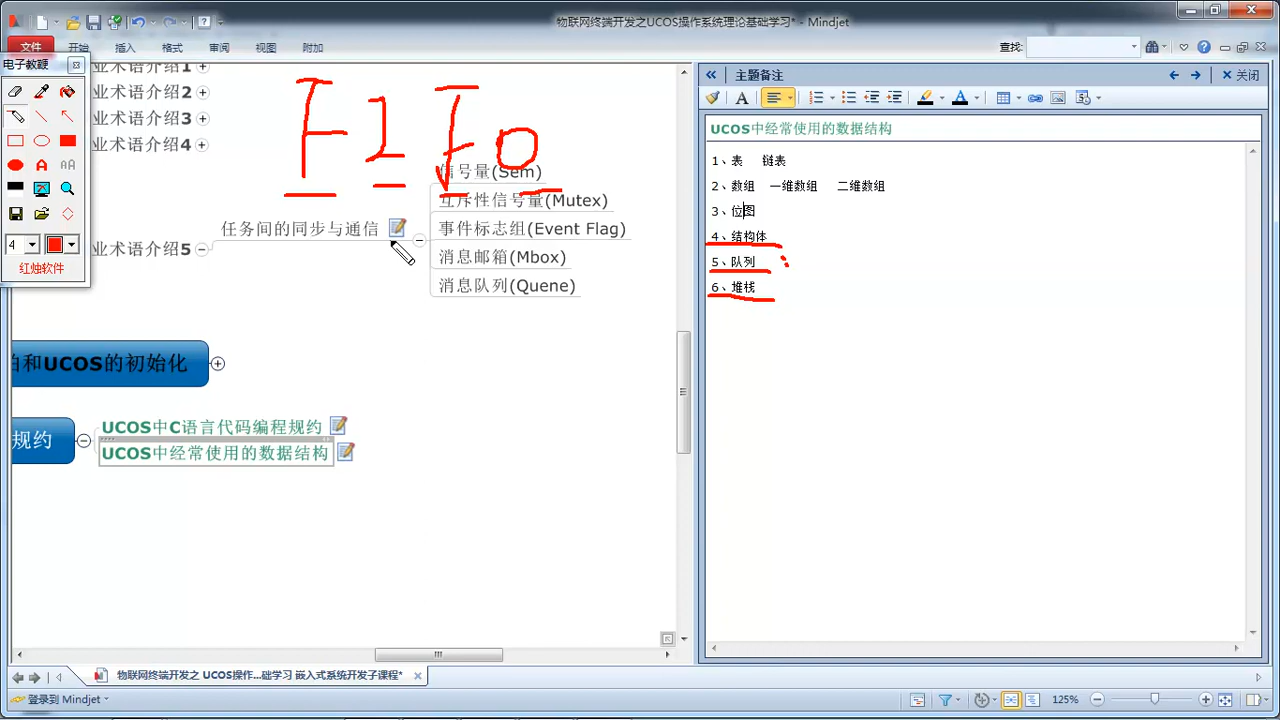 物联网终端开发之UCOS操作系统理论基础学习* - Mindjet
文件 开始 插入 格式 审阅 视图 附加 查找:
电子教鞭
AA
4
红烛软件
业术语介绍1
业术语介绍2
业术语介绍3
业术语介绍4
业术语介绍5
FIFO
任务间的同步与通信
信号量(Sem)
互斥性信号量(Mutex)
事件标志组(Event Flag)
消息邮箱(Mbox)
消息队列(Quene)
和UCOS的初始化
规约
UCOS中C语言代码编程规约
UCOS中经常使用的数据结构
主题备注 关闭
UCOS中经常使用的数据结构
1、表 链表
2、数组 一维数组 二维数组
3、位图
4、结构体
5、队列
6、堆栈
物联网终端开发之 UCOS操作...础学习 嵌入式系统开发子课程*
登录到 Mindjet 125%